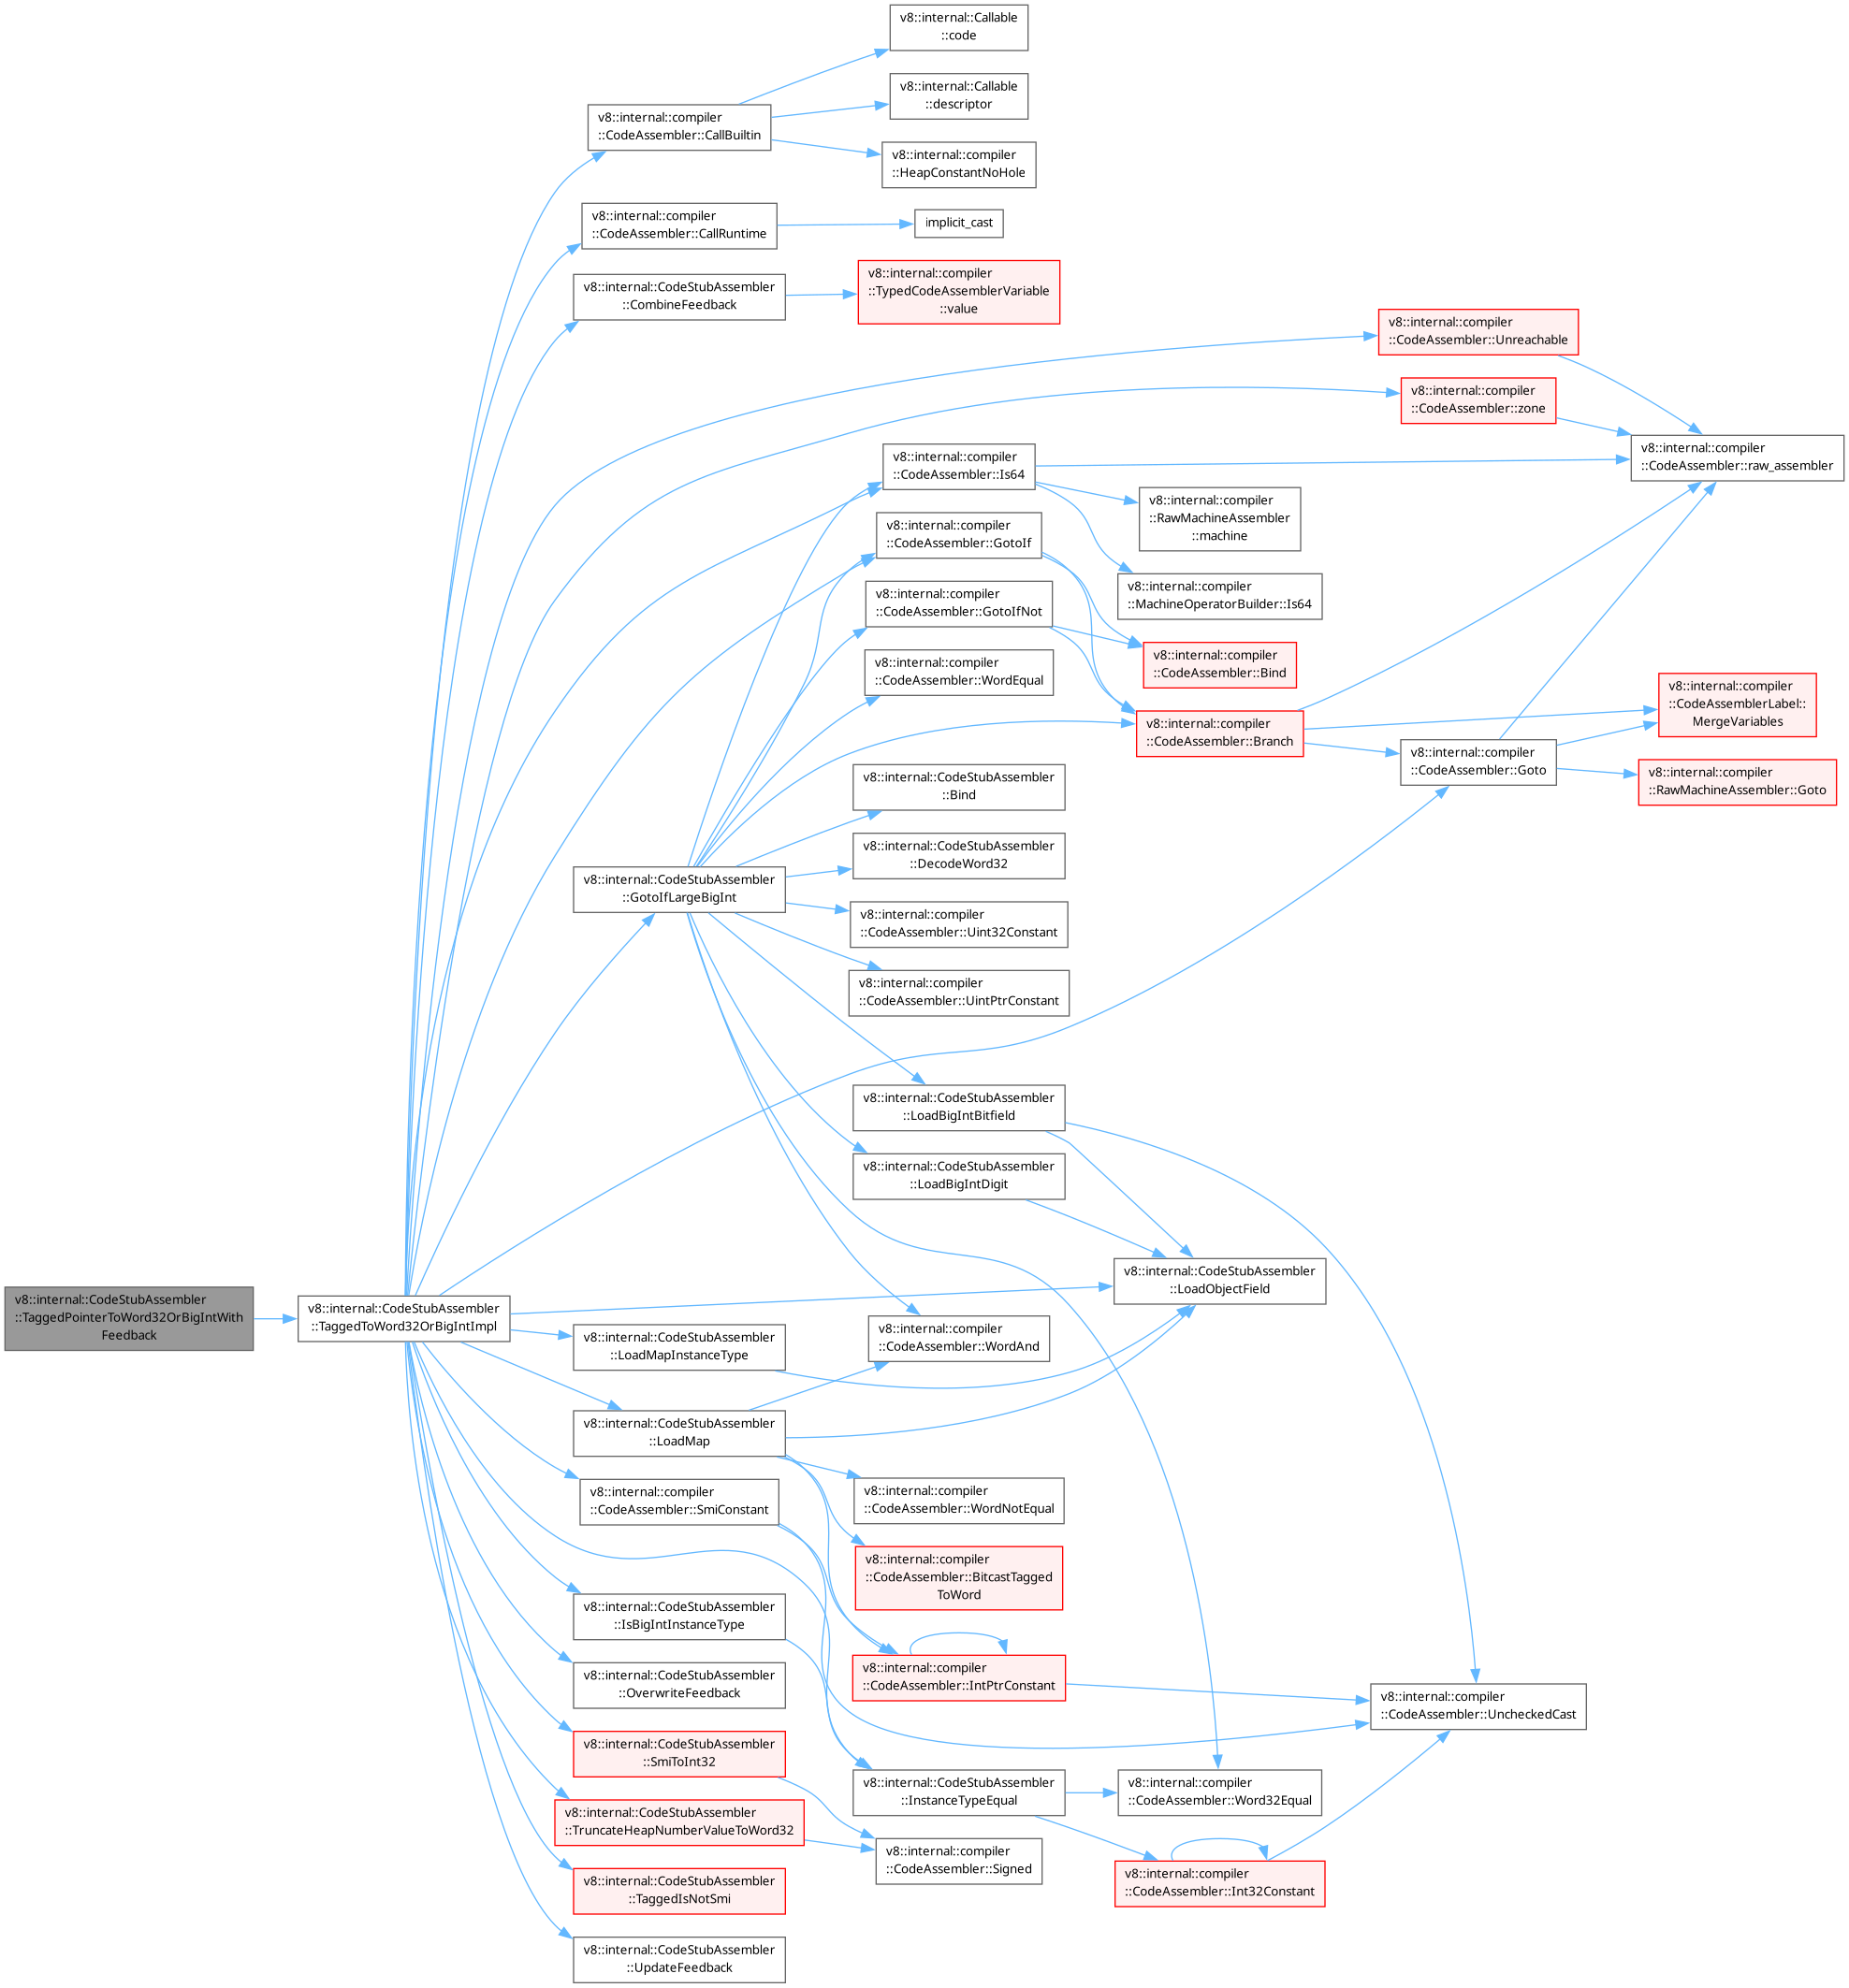 v8::internal::Callable
::code
v8::internal::Callable
::descriptor
v8::internal::compiler
::CodeAssembler::CallBuiltin
v8::internal::compiler
::HeapConstantNoHole
v8::internal::compiler
::CodeAssembler::CallRuntime
implicit_cast
v8::internal::CodeStubAssembler
::CombineFeedback
v8::internal::compiler
::TypedCodeAssemblerVariable
::value
v8::internal::compiler
::CodeAssembler::Unreachable
v8::internal::compiler
::CodeAssembler::zone
v8::internal::compiler
::CodeAssembler::raw_assembler
v8::internal::compiler
::CodeAssembler::Is64
v8::internal::compiler
::RawMachineAssembler
::machine
v8::internal::compiler
::CodeAssembler::GotoIf
v8::internal::compiler
::MachineOperatorBuilder::Is64
v8::internal::compiler
::CodeAssembler::GotoIfNot
v8::internal::compiler
::CodeAssembler::Bind
v8::internal::compiler
::CodeAssembler::WordEqual
v8::internal::compiler
::CodeAssemblerLabel::
MergeVariables
v8::internal::compiler
::CodeAssembler::Branch
v8::internal::compiler
::CodeAssembler::Goto
v8::internal::compiler
::RawMachineAssembler::Goto
v8::internal::CodeStubAssembler
::Bind
v8::internal::CodeStubAssembler
::DecodeWord32
v8::internal::CodeStubAssembler
::GotoIfLargeBigInt
v8::internal::compiler
::CodeAssembler::Uint32Constant
v8::internal::compiler
::CodeAssembler::UintPtrConstant
v8::internal::CodeStubAssembler
::LoadBigIntBitfield
v8::internal::CodeStubAssembler
::LoadBigIntDigit
v8::internal::CodeStubAssembler
::LoadObjectField
v8::internal::CodeStubAssembler
::TaggedPointerToWord32OrBigIntWith
Feedback
v8::internal::CodeStubAssembler
::TaggedToWord32OrBigIntImpl
v8::internal::CodeStubAssembler
::LoadMapInstanceType
v8::internal::compiler
::CodeAssembler::WordAnd
v8::internal::CodeStubAssembler
::LoadMap
v8::internal::compiler
::CodeAssembler::SmiConstant
v8::internal::compiler
::CodeAssembler::WordNotEqual
v8::internal::compiler
::CodeAssembler::BitcastTagged
ToWord
v8::internal::CodeStubAssembler
::IsBigIntInstanceType
v8::internal::CodeStubAssembler
::OverwriteFeedback
v8::internal::compiler
::CodeAssembler::IntPtrConstant
v8::internal::compiler
::CodeAssembler::UncheckedCast
v8::internal::CodeStubAssembler
::SmiToInt32
v8::internal::CodeStubAssembler
::InstanceTypeEqual
v8::internal::compiler
::CodeAssembler::Word32Equal
v8::internal::CodeStubAssembler
::TruncateHeapNumberValueToWord32
v8::internal::compiler
::CodeAssembler::Signed
v8::internal::compiler
::CodeAssembler::Int32Constant
v8::internal::CodeStubAssembler
::TaggedIsNotSmi
v8::internal::CodeStubAssembler
::UpdateFeedback